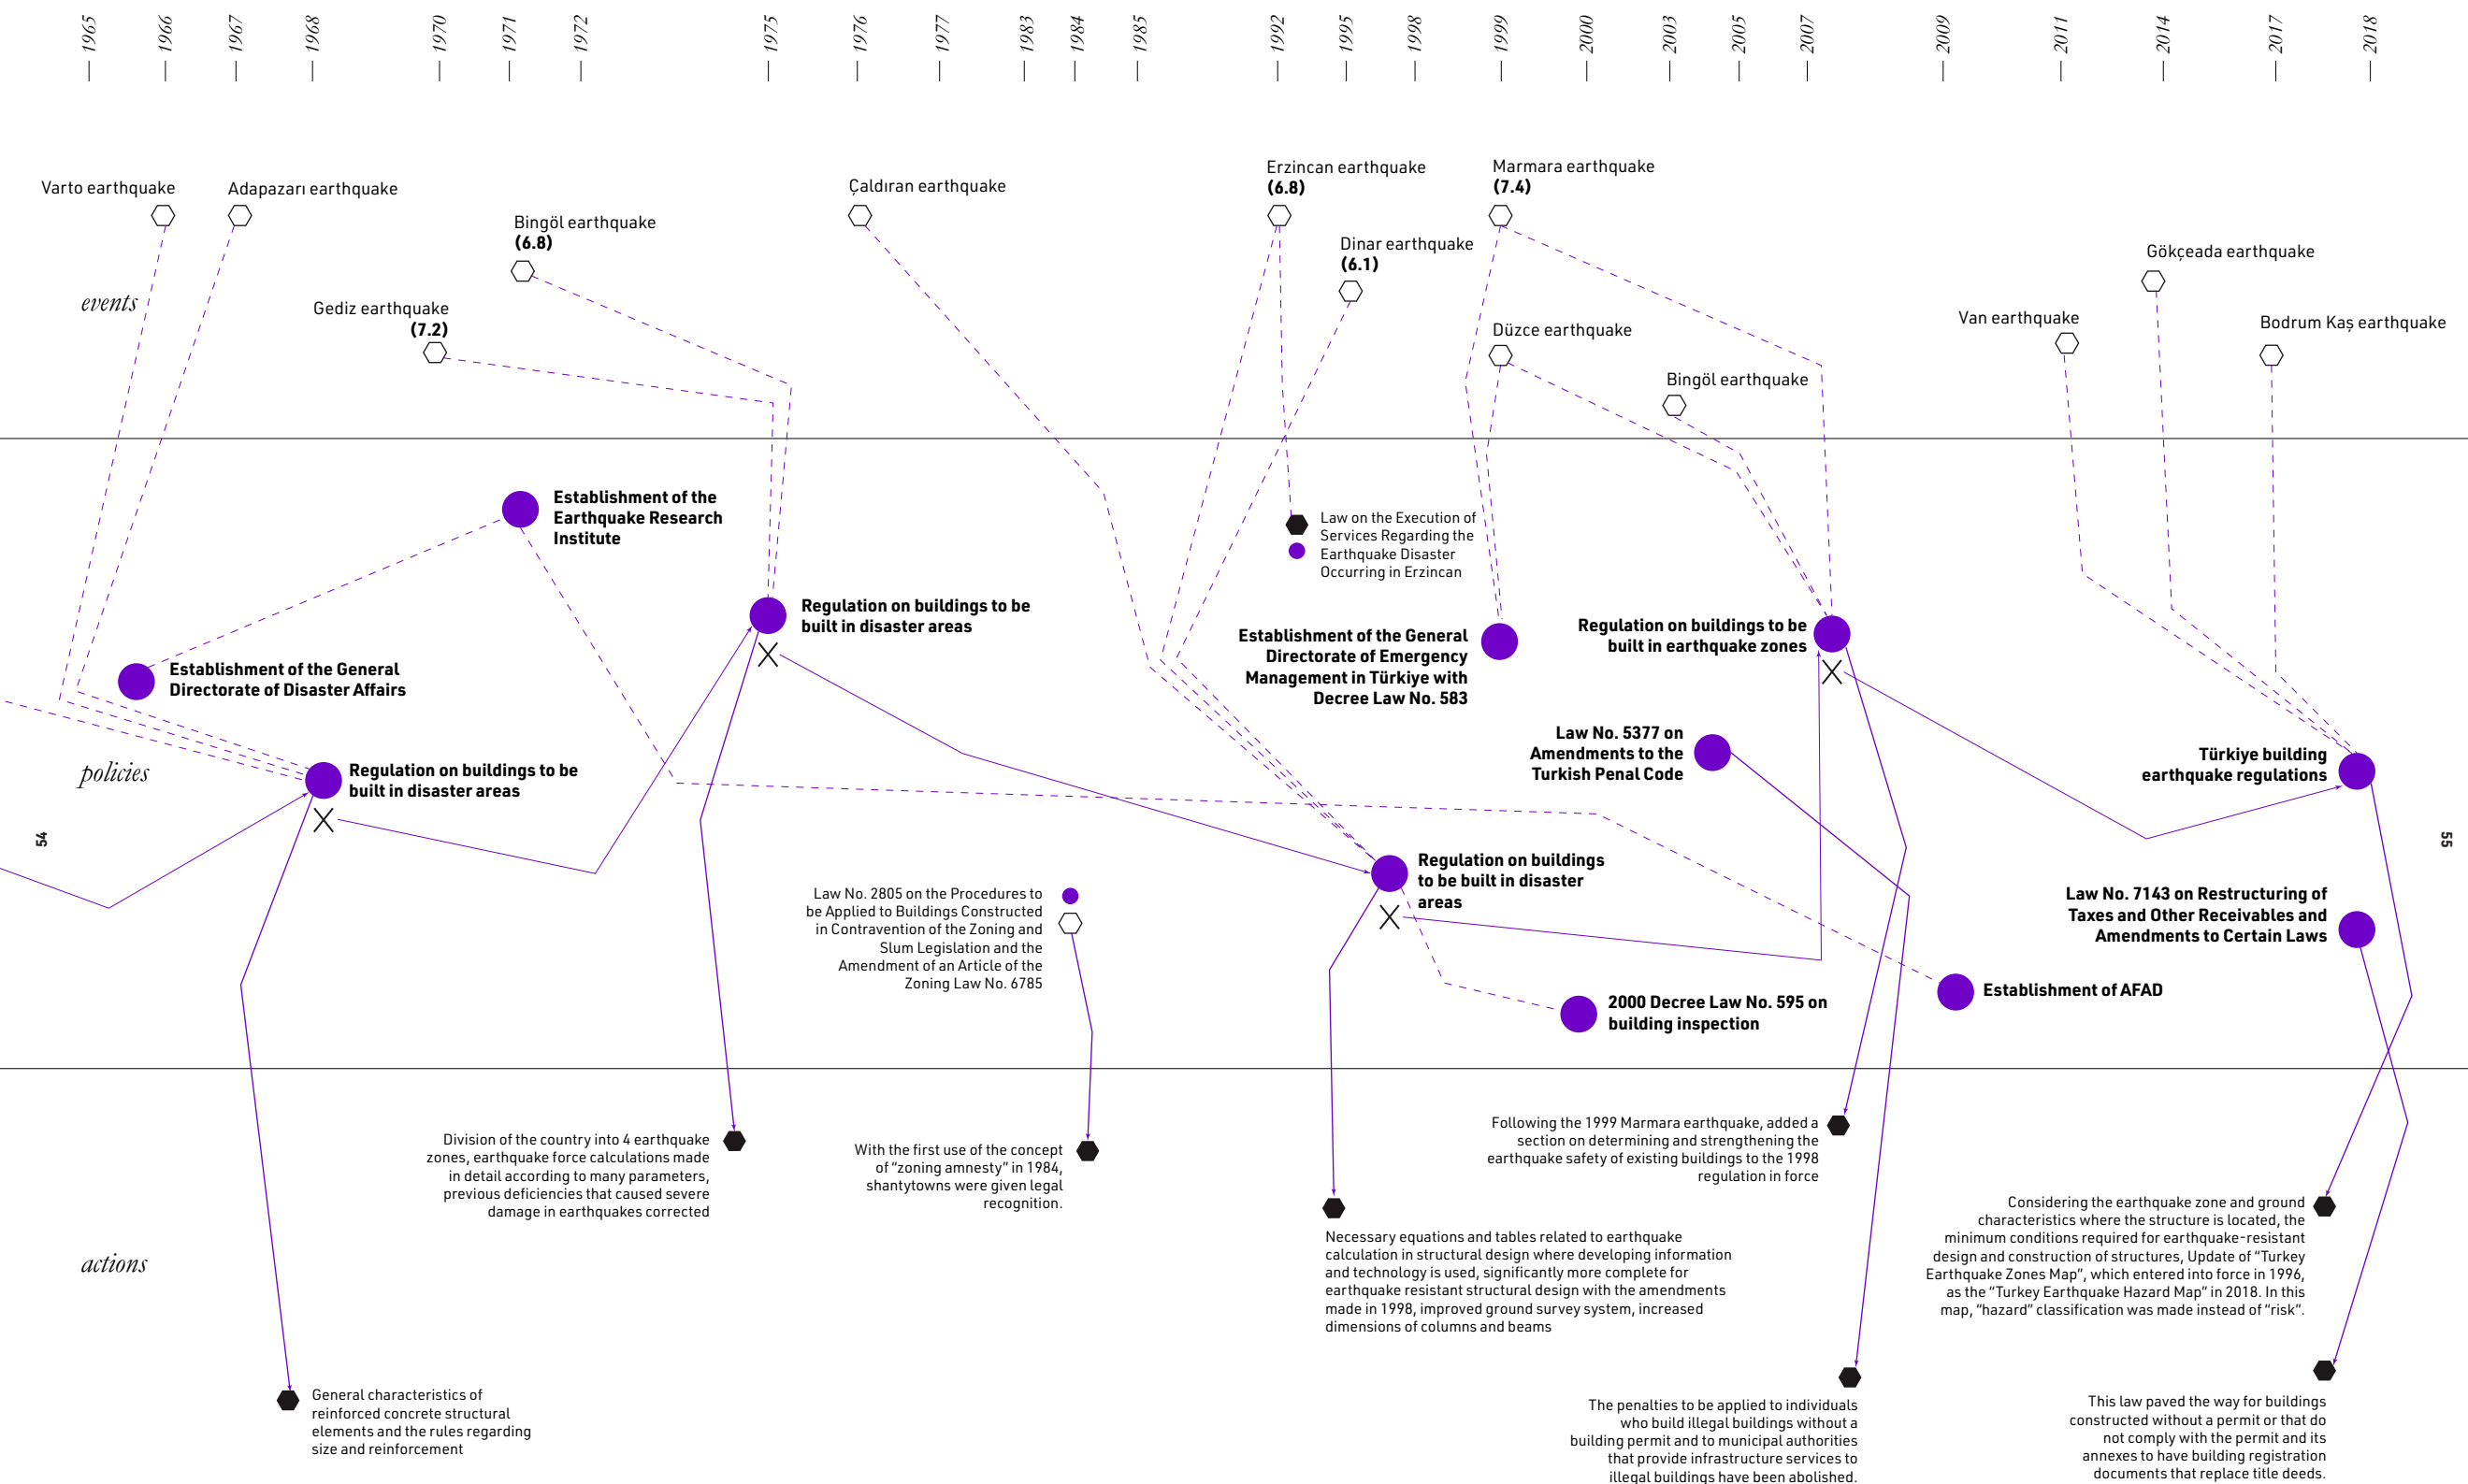 1965
1966
1967
1968
1970
1971
1972
1975
1976
1977
1983
1984
1985
1992
1995
1998
1999
2000
2003
2005
2007
2009
2011
2014
2017
2018
Varto earthquake
Adapazarı earthquake
Bingöl earthquake
(6.8)
Gediz earthquake
(7.2)
Çaldıran earthquake
Erzincan earthquake
(6.8)
Dinar earthquake
(6.1)
Marmara earthquake
(7.4)
Düzce earthquake
Bingöl earthquake
Van earthquake
Gökçeada earthquake
Bodrum Kaş earthquake
events
Establishment of the
Earthquake Research
Institute
Establishment of the General
Directorate of Disaster Affairs
Regulation on buildings to be
built in disaster areas
Regulation on buildings to be
built in disaster areas
Law on the Execution of
Services Regarding the
Earthquake Disaster
Occurring in Erzincan
Establishment of the General
Directorate of Emergency
Management in Türkiye with
Decree Law No. 583
Regulation on buildings to be
built in earthquake zones
Law No. 5377 on
Amendments to the
Turkish Penal Code
Türkiye building
earthquake regulations
policies
54
55
Law No. 2805 on the Procedures to
be Applied to Buildings Constructed
in Contravention of the Zoning and
Slum Legislation and the
Amendment of an Article of the
Zoning Law No. 6785
Regulation on buildings
to be built in disaster
areas
Law No. 7143 on Restructuring of
Taxes and Other Receivables and
Amendments to Certain Laws
2000 Decree Law No. 595 on
building inspection
Establishment of AFAD
Division of the country into 4 earthquake
zones, earthquake force calculations made
in detail according to many parameters,
previous deficiencies that caused severe
damage in earthquakes corrected
With the first use of the concept
of “zoning amnesty” in 1984,
shantytowns were given legal
recognition.
Following the 1999 Marmara earthquake, added a
section on determining and strengthening the
earthquake safety of existing buildings to the 1998
regulation in force
Necessary equations and tables related to earthquake
calculation in structural design where developing information
and technology is used, significantly more complete for
earthquake resistant structural design with the amendments
made in 1998, improved ground survey system, increased
dimensions of columns and beams
Considering the earthquake zone and ground
characteristics where the structure is located, the
minimum conditions required for earthquake-resistant
design and construction of structures, Update of “Turkey
Earthquake Zones Map”, which entered into force in 1996,
as the “Turkey Earthquake Hazard Map” in 2018. In this
map, “hazard” classification was made instead of “risk”.
actions
General characteristics of
reinforced concrete structural
elements and the rules regarding
size and reinforcement
The penalties to be applied to individuals
who build illegal buildings without a
building permit and to municipal authorities
that provide infrastructure services to
illegal buildings have been abolished.
This law paved the way for buildings
constructed without a permit or that do
not comply with the permit and its
annexes to have building registration
documents that replace title deeds.